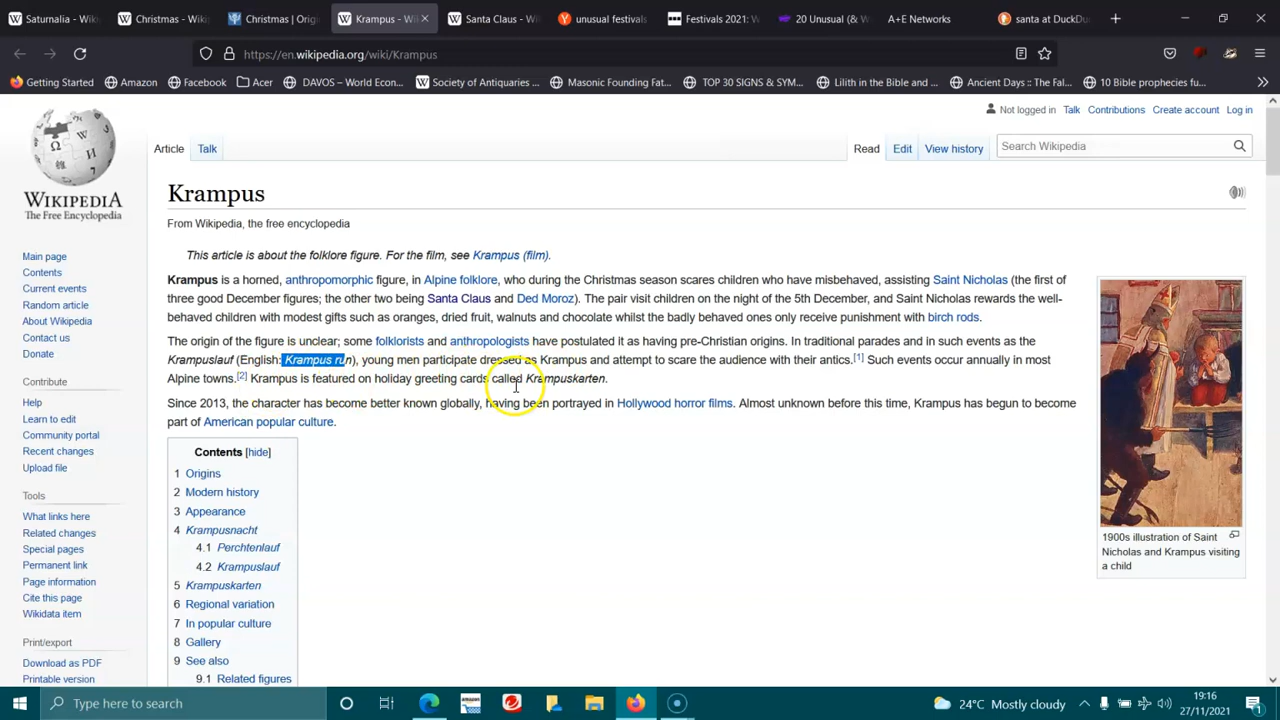 Saturnalia - Wiki
Christmas - Wiki
Christmas | Origi
Krampus - Wi
Santa Claus - Wi
unusual festivals
Festivals 2021: W
20 Unusual (& W
A+E Networks
santa at DuckDu
https://en.wikipedia.org/wiki/Krampus
Getting Started
Amazon
Facebook
Acer
DAVOS – World Econ...
Society of Antiquaries...
Masonic Founding Fat...
TOP 30 SIGNS & SYM...
Lilith in the Bible and ...
Ancient Days :: The Fal...
10 Bible prophecies fu...
Not logged in Talk Contributions Create account Log in
Article Talk
Read Edit View history
Search Wikipedia
WIKIPEDIA
The Free Encyclopedia
Main page
Contents
Current events
Random article
About Wikipedia
Contact us
Donate
Contribute
Help
Learn to edit
Community portal
Recent changes
Upload file
Tools
What links here
Related changes
Special pages
Permanent link
Page information
Cite this page
Wikidata item
Print/export
Download as PDF
Printable version
Krampus
From Wikipedia, the free encyclopedia
This article is about the folklore figure. For the film, see Krampus (film).
Krampus is a horned, anthropomorphic figure, in Alpine folklore, who during the Christmas season scares children who have misbehaved, assisting Saint Nicholas (the first of
three good December figures; the other two being Santa Claus and Ded Moroz). The pair visit children on the night of the 5th December, and Saint Nicholas rewards the well-
behaved children with modest gifts such as oranges, dried fruit, walnuts and chocolate whilst the badly behaved ones only receive punishment with birch rods.
The origin of the figure is unclear; some folklorists and anthropologists have postulated it as having pre-Christian origins. In traditional parades and in such events as the
Krampuslauf (English: Krampus run), young men participate dressed as Krampus and attempt to scare the audience with their antics.[1] Such events occur annually in most
Alpine towns.[2] Krampus is featured on holiday greeting cards called Krampuskarten.
Since 2013, the character has become better known globally, having been portrayed in Hollywood horror films. Almost unknown before this time, Krampus has begun to become
part of American popular culture.
Contents [hide]
1 Origins
2 Modern history
3 Appearance
4 Krampusnacht
4.1 Perchtenlauf
4.2 Krampuslauf
5 Krampuskarten
6 Regional variation
7 In popular culture
8 Gallery
9 See also
9.1 Related figures
1900s illustration of Saint
Nicholas and Krampus visiting
a child
Type here to search
24°C Mostly cloudy
19:16
27/11/2021